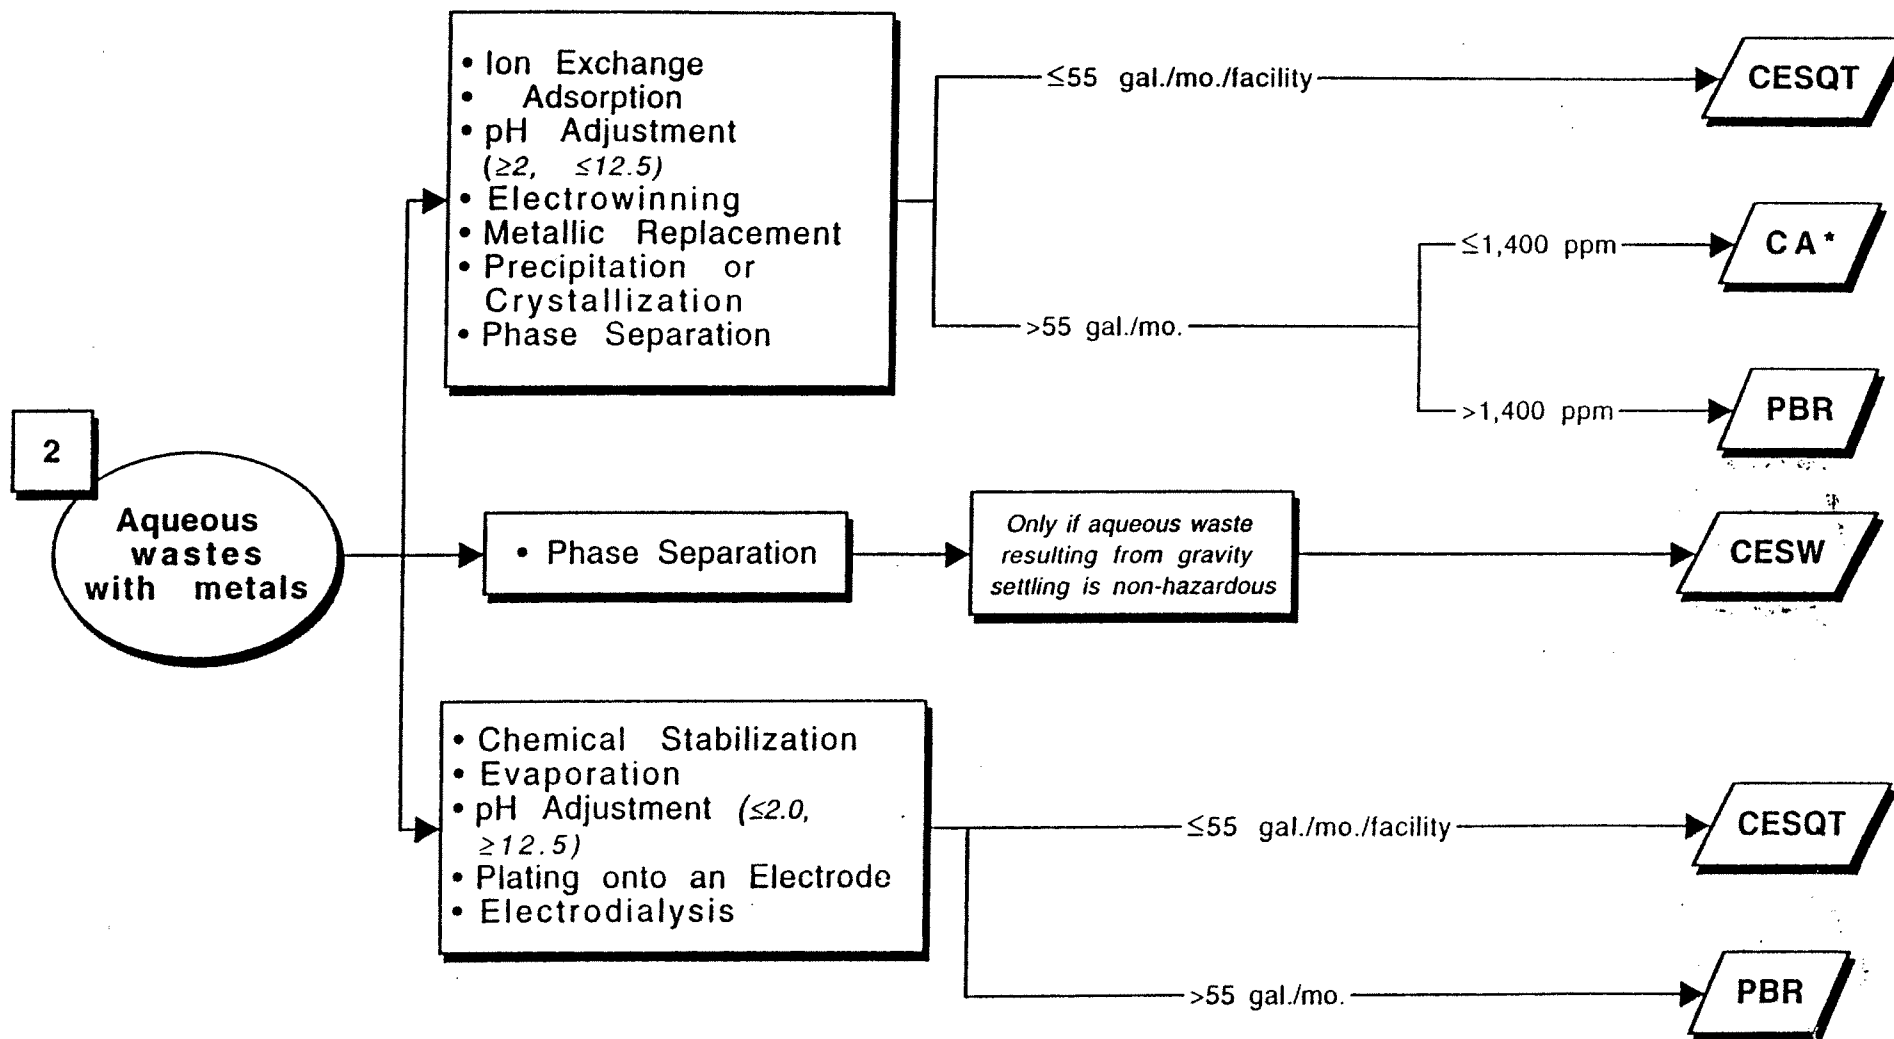 2
Aqueous
wastes
with metals
• Ion Exchange
• Adsorption
• pH Adjustment
(≥2, ≤12.5)
• Electrowinning
• Metallic Replacement
• Precipitation or
Crystallization
• Phase Separation
≤55 gal./mo./facility
CESQT
>55 gal./mo.
≤1,400 ppm
CA*
>1,400 ppm
PBR
• Phase Separation
Only if aqueous waste
resulting from gravity
settling is non-hazardous
CESW
• Chemical Stabilization
• Evaporation
• pH Adjustment (≤2.0,
≥12.5)
• Plating onto an Electrode
• Electrodialysis
≤55 gal./mo./facility
CESQT
>55 gal./mo.
PBR